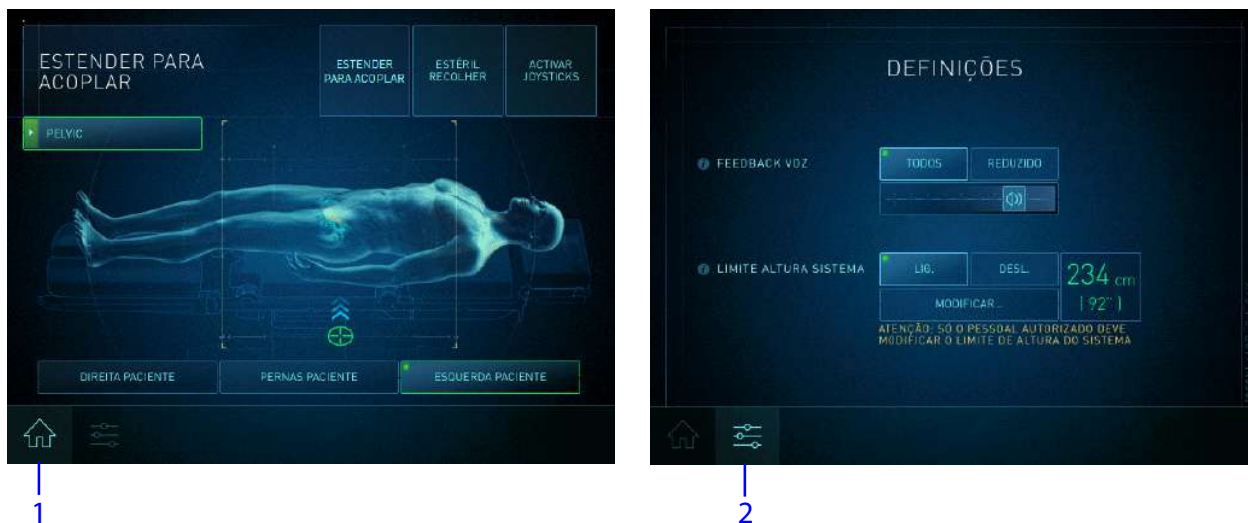 ESTENDER PARA
ACOPLAR
ESTENDER
PARA ACOPLAR
ESTÉRIL
RECOLHER
ACTIVAR
JOYSTICKS
PELVIC
DIREITA PACIENTE
PERNAS PACIENTE
ESQUERDA PACIENTE
1
DEFINIÇÕES
FEEDBACK VOZ
TODOS
REDUZIDO
LIMITE ALTURA SISTEMA
LIG.
DESL.
234 cm
MODIFICAR...
[ 92" ]
ATENÇÃO: SÓ O PESSOAL AUTORIZADO DEVE
MODIFICAR O LIMITE DE ALTURA DO SISTEMA
2